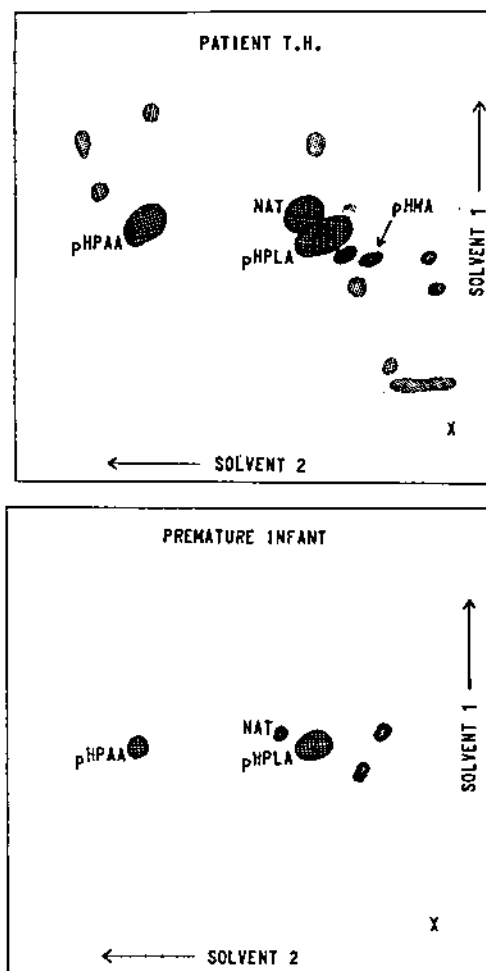 PATIENT T.H.
NAT
pHMA
pHPAA
pHPLA
SOLVENT 1
X
SOLVENT 2
PREMATURE INFANT
NAT
pHPAA
pHPLA
SOLVENT 1
X
SOLVENT 2